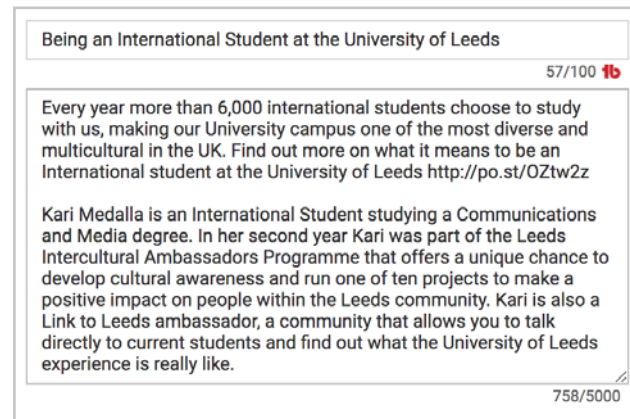 Being an International Student at the University of Leeds
57/100
Every year more than 6,000 international students choose to study
with us, making our University campus one of the most diverse and
multicultural in the UK. Find out more on what it means to be an
International student at the University of Leeds http://po.st/OZtw2z
Kari Medalla is an International Student studying a Communications
and Media degree. In her second year Kari was part of the Leeds
Intercultural Ambassadors Programme that offers a unique chance to
develop cultural awareness and run one of ten projects to make a
positive impact on people within the Leeds community. Kari is also a
Link to Leeds ambassador, a community that allows you to talk
directly to current students and find out what the University of Leeds
experience is really like.
758/5000